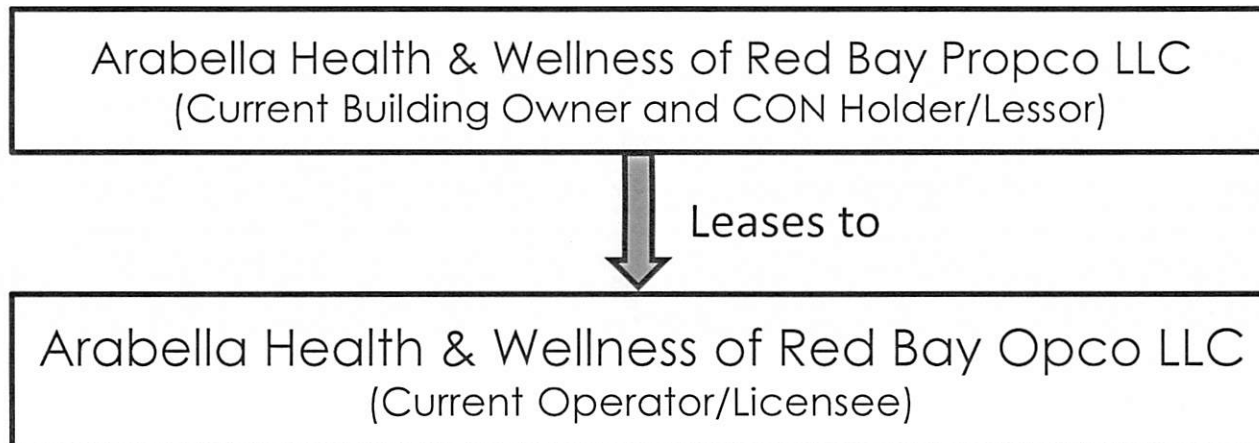 Arabella Health & Wellness of Red Bay Propco LLC
(Current Building Owner and CON Holder/Lessor)
Leases to
Arabella Health & Wellness of Red Bay Opco LLC
(Current Operator/Licensee)